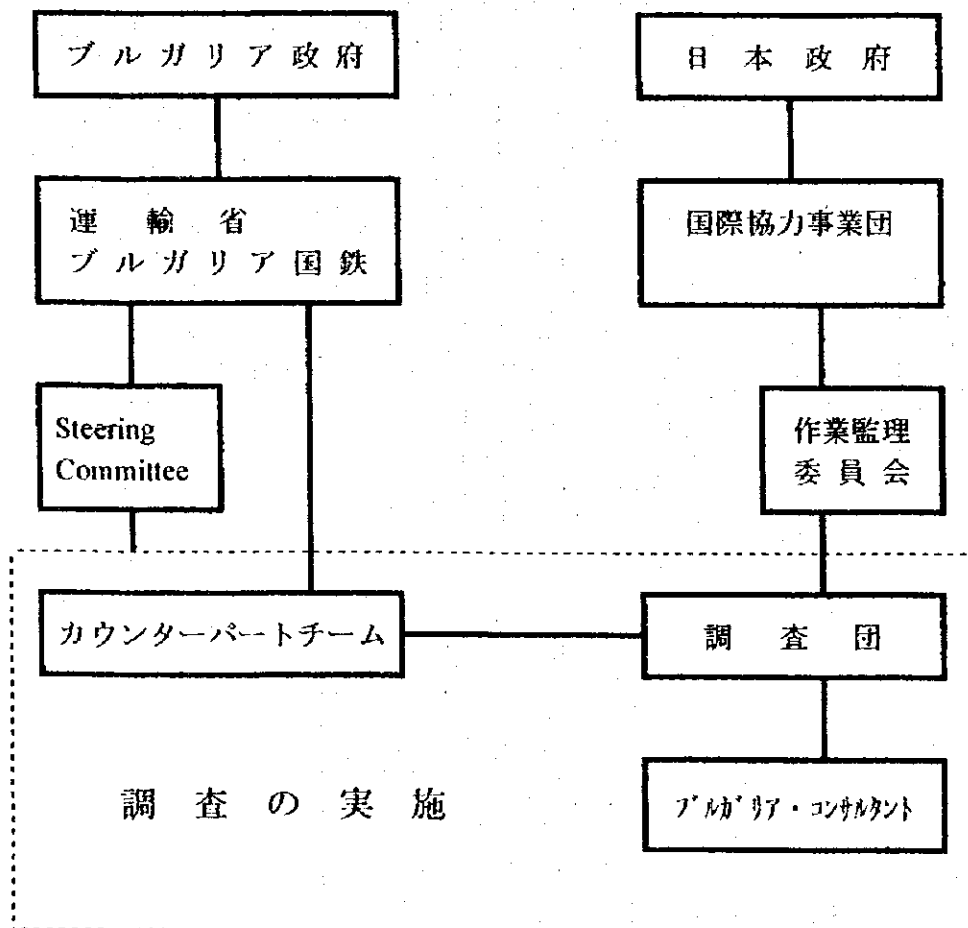 ブルガリア政府
日本政府
運輸省
ブルガリア国鉄
国際協力事業団
Steering
Committee
作業監理
委員会
カウンターパートチーム
調査団
調査の実施
ブルガリア・コンサルタント